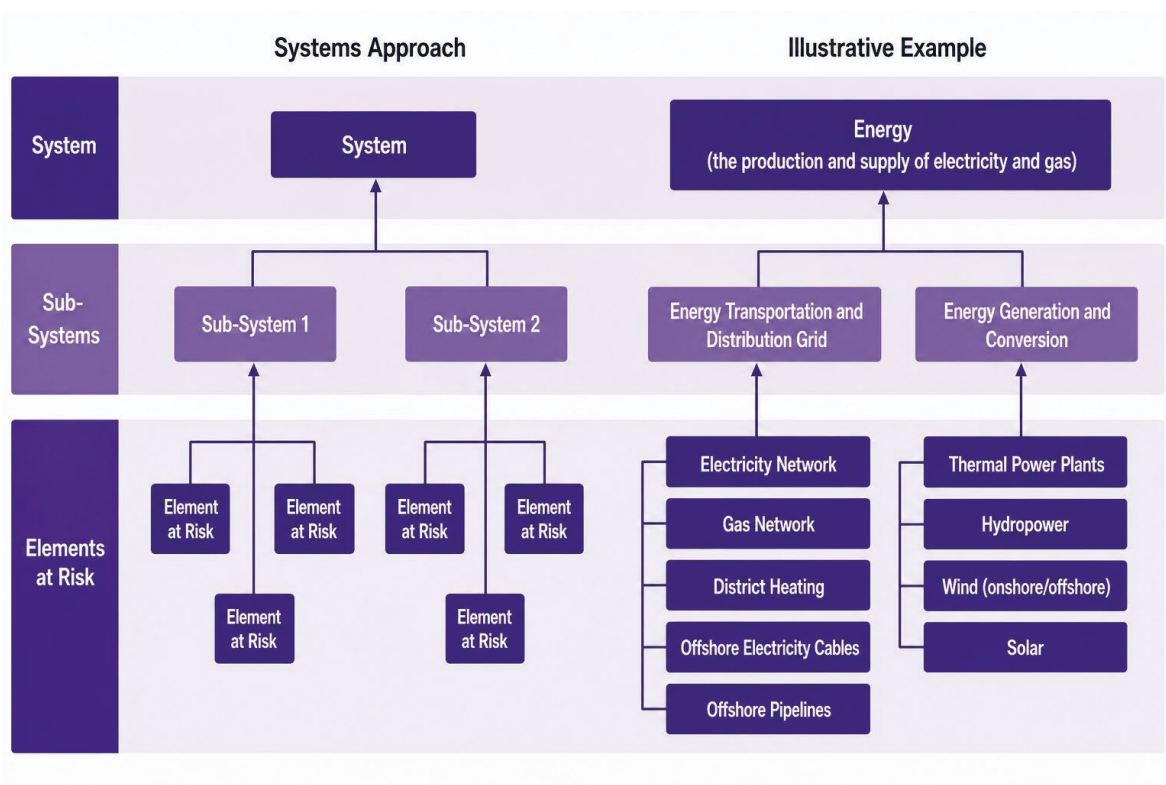 Systems Approach
Illustrative Example
System
System
Energy
(the production and supply of electricity and gas)
Sub-
Systems
Sub-System 1
Sub-System 2
Energy Transportation and
Distribution Grid
Energy Generation and
Conversion
Elements
at Risk
Element
at Risk
Element
at Risk
Element
at Risk
Element
at Risk
Element
at Risk
Element
at Risk
Electricity Network
Gas Network
District Heating
Offshore Electricity Cables
Offshore Pipelines
Thermal Power Plants
Hydropower
Wind (onshore/offshore)
Solar